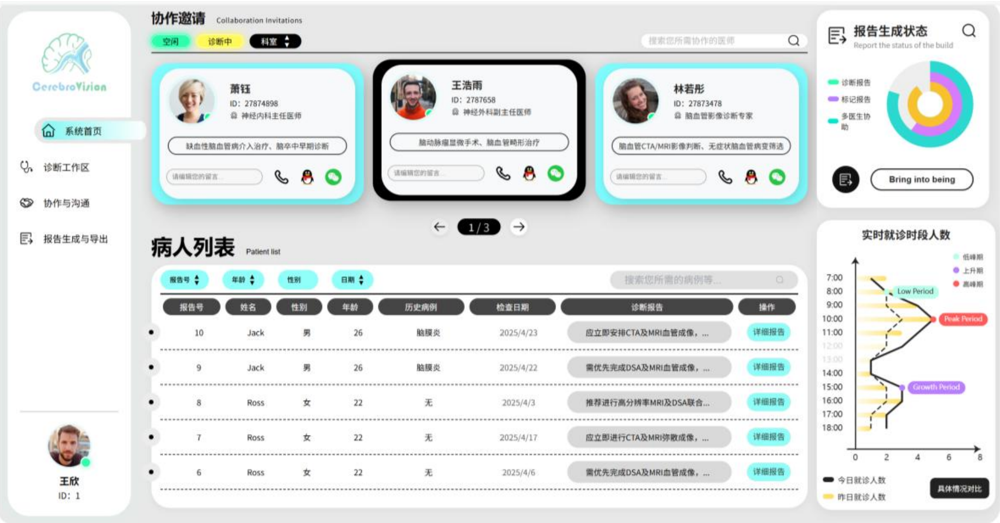 CerebroVision
系统首页
诊断工作区
协作与沟通
报告生成与导出
王欣
ID：1
协作邀请 Collaboration Invitations
空闲 诊断中 科室
搜索您所需协作的医师
萧钰
ID：27874898
神经内科主任医师
缺血性脑血管病介入治疗、脑卒中早期诊断
请编辑您的留言...
王浩雨
ID：2787658
神经外科副主任医师
脑动脉瘤显微手术、脑血管畸形治疗
请编辑您的留言...
林若彤
ID：27873478
脑血管影像诊断专家
脑血管CTA/MRI影像判断、无症状脑血管病变筛选
请编辑您的留言...
1 / 3
病人列表 Patient list
报告号 年龄 性别 日期
搜索您所需的病例等...
报告号 姓名 性别 年龄 历史病例 检查日期 诊断报告 操作
10 Jack 男 26 脑膜炎 2025/4/23 应立即安排CTA及MRI血管成像，... 详细报告
9 Jack 男 26 脑膜炎 2025/4/22 需优先完成DSA及MRI血管成像，... 详细报告
8 Ross 女 22 无 2025/4/3 推荐进行高分辨率MRI及DSA联合... 详细报告
7 Ross 女 22 无 2025/4/17 应立即进行CTA及MRI弥散成像，... 详细报告
6 Ross 女 22 无 2025/4/6 需优先完成DSA及MRI血管成像，... 详细报告
报告生成状态
Report the status of the build
诊断报告
标记报告
多医生协
助
Bring into being
实时就诊时段人数
低峰期
上升期
高峰期
7:00
8:00
9:00
10:00
11:00
12:00
13:00
14:00
15:00
16:00
17:00
18:00
Low Period
Peak Period
Growth Period
0 2 4 6 8
今日就诊人数
昨日就诊人数
具体情况对比